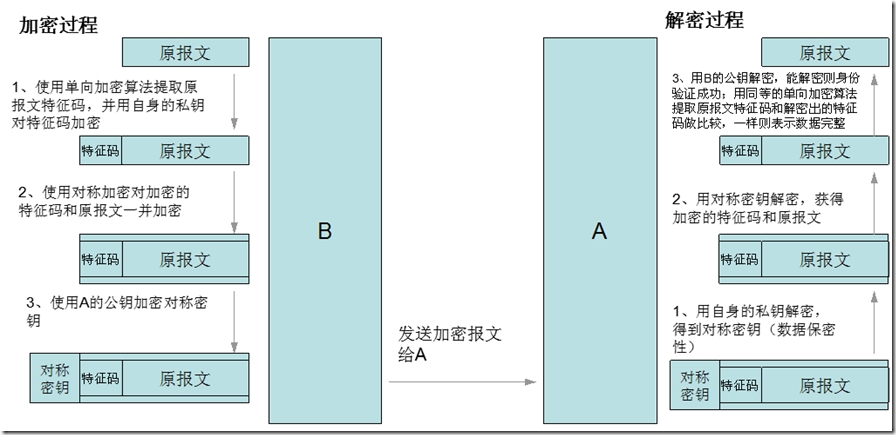 加密过程
原报文
1、使用单向加密算法提取原
报文特征码，并用自身的私钥
对特征码加密
特征码 原报文
2、使用对称加密对加密的
特征码和原报文一并加密
特征码 原报文
3、使用A的公钥加密对称密
钥
对称
密钥 特征码 原报文
B
发送加密报文
给A
A
解密过程
原报文
3、用B的公钥解密，能解密则身份
验证成功；用同等的单向加密算法
提取原报文特征码和解密出的特征
码做比较，一样则表示数据完整
特征码 原报文
2、用对称密钥解密，获得
加密的特征码和原报文
特征码 原报文
1、用自身的私钥解密，
得到对称密钥（数据保密
性）
对称
密钥 特征码 原报文